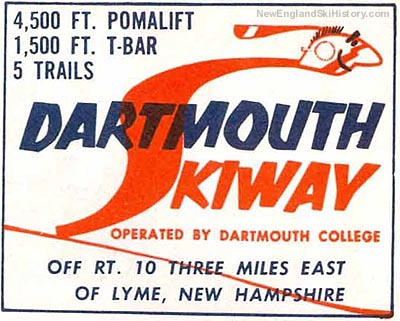 NewEnglandSkiHistory.com
4,500 FT. POMALIFT
1,500 FT. T-BAR
5 TRAILS
DARTMOUTH
SKIWAY
OPERATED BY DARTMOUTH COLLEGE
OFF RT. 10 THREE MILES EAST
OF LYME, NEW HAMPSHIRE